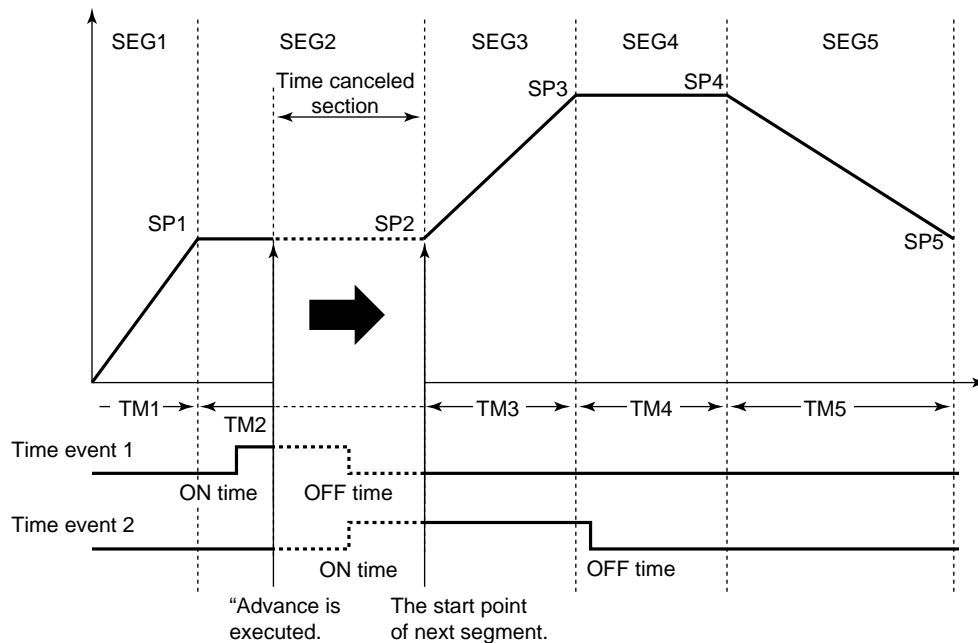 SEG1 SEG2 SEG3 SEG4 SEG5
Time canceled
section
SP3 SP4
SP1 SP2
SP5
TM1 TM2 TM3 TM4 TM5
Time event 1
ON time OFF time
Time event 2
ON time OFF time
“Advance is
executed.
The start point
of next segment.